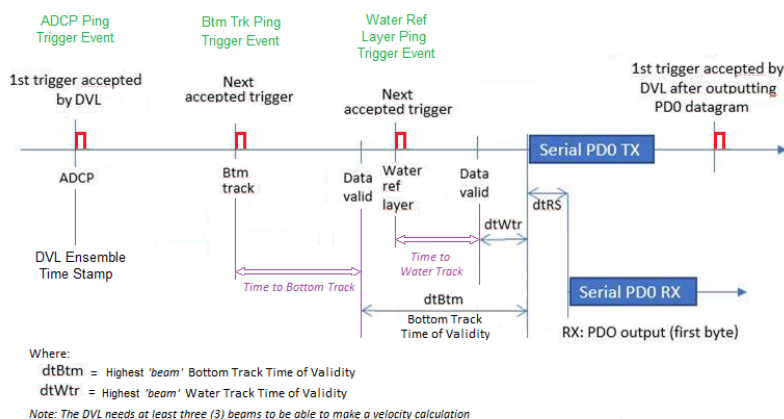 ADCP Ping
Trigger Event
Btm Trk Ping
Trigger Event
Water Ref
Layer Ping
Trigger Event
1st trigger accepted
by DVL
Next
accepted trigger
Next
accepted trigger
1st trigger accepted by
DVL after outputting
PD0 datagram
Serial PD0 TX
ADCP
Btm
track
Data
valid
Water
ref
layer
Data
valid
dtRS
dtWtr
DVL Ensemble
Time Stamp
Time to Bottom Track
Time to
Water Track
dtBtm
Bottom Track
Time of Validity
Serial PD0 RX
RX: PDO output (first byte)
Where:
dtBtm = Highest 'beam' Bottom Track Time of Validity
dtWtr = Highest 'beam' Water Track Time of Validity
Note: The DVL needs at least three (3) beams to be able to make a velocity calculation